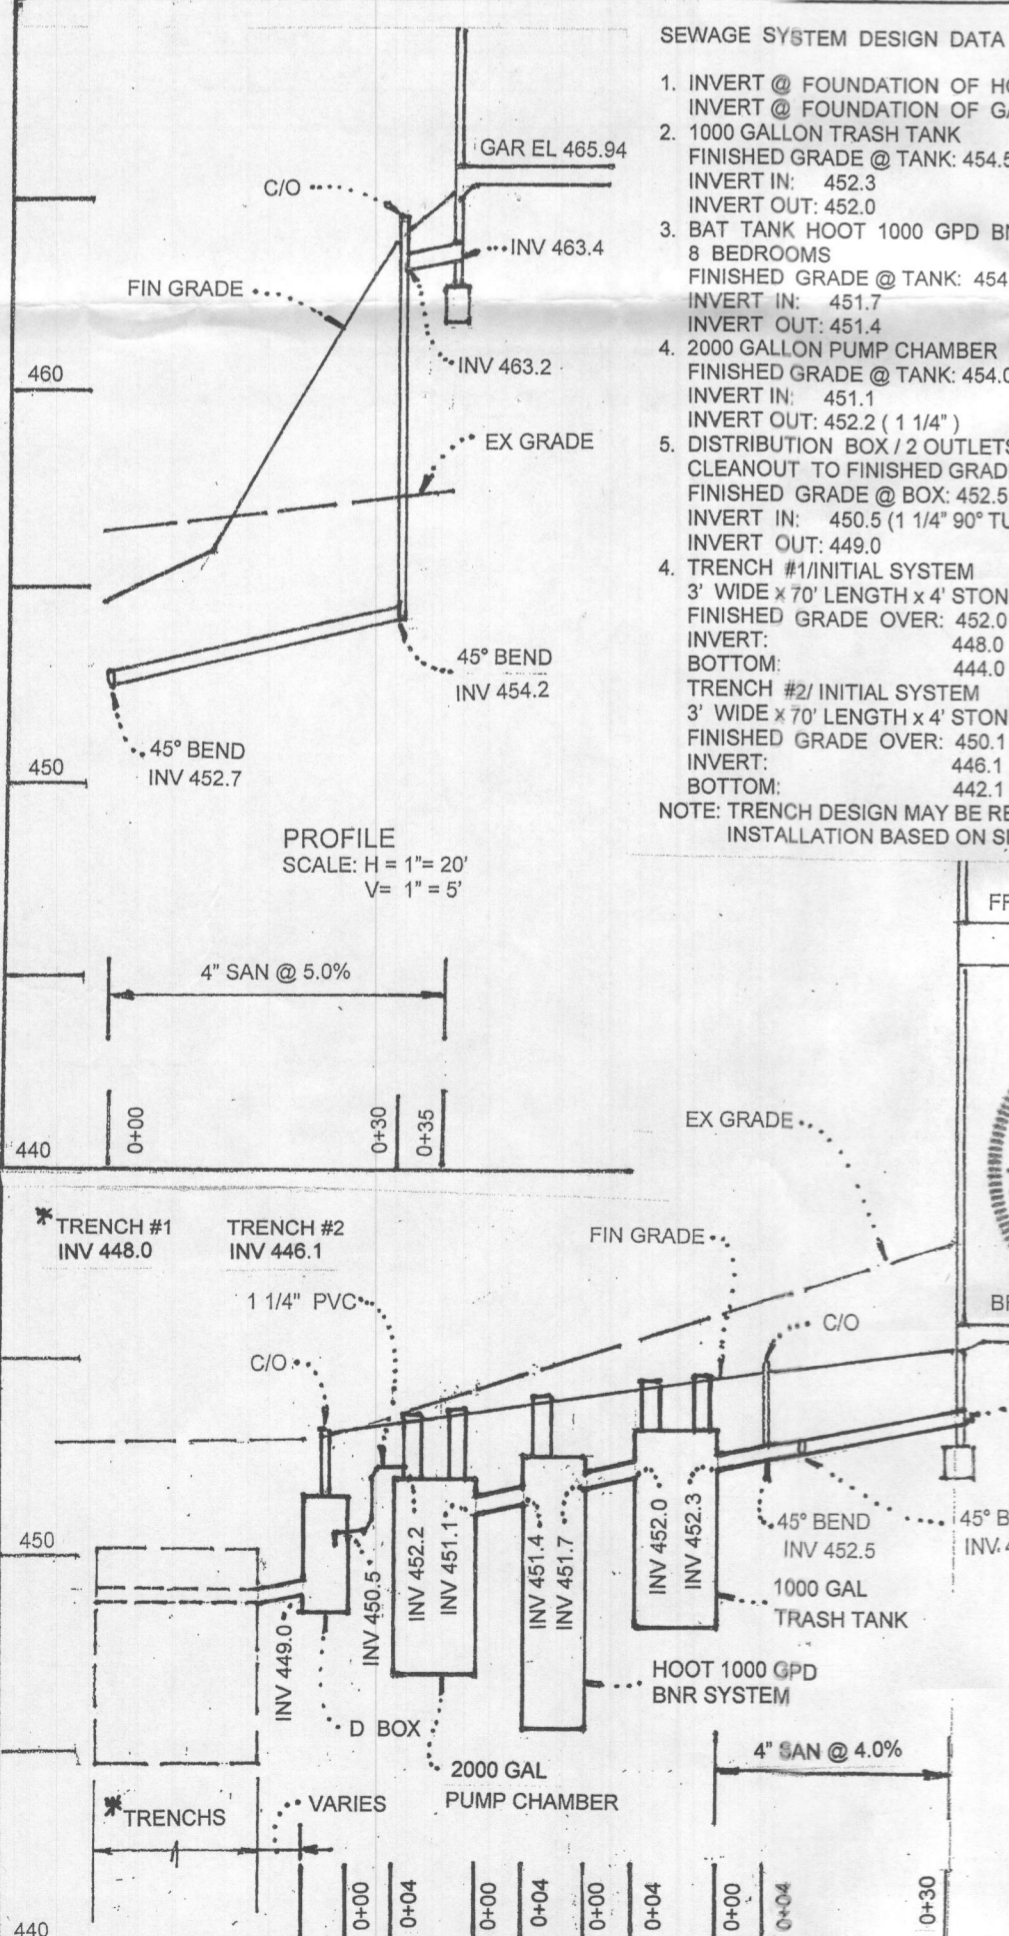 SEWAGE SYSTEM DESIGN DATA
1. INVERT @ FOUNDATION OF
INVERT @ FOUNDATION OF
2. 1000 GALLON TRASH TANK
FINISHED GRADE @ TANK: 454.5
INVERT IN: 452.3
INVERT OUT: 452.0
3. BAT TANK HOOT 1000 GPD
8 BEDROOMS
FINISHED GRADE @ TANK: 454
INVERT IN: 451.7
INVERT OUT: 451.4
4. 2000 GALLON PUMP CHAMBER
FINISHED GRADE @ TANK: 454.0
INVERT IN: 451.1
INVERT OUT: 452.2 ( 1 1/4" )
5. DISTRIBUTION BOX / 2 OUTLETS
CLEANOUT TO FINISHED GRAD
FINISHED GRADE @ BOX: 452.5
INVERT IN: 450.5 (1 1/4" 90° TU
INVERT OUT: 449.0
4. TRENCH #1/INITIAL SYSTEM
3' WIDE x 70' LENGTH x 4' STON
FINISHED GRADE OVER: 452.0
INVERT: 448.0
BOTTOM: 444.0
TRENCH #2/ INITIAL SYSTEM
3' WIDE x 70' LENGTH x 4' STON
FINISHED GRADE OVER: 450.1
INVERT: 446.1
BOTTOM: 442.1
NOTE: TRENCH DESIGN MAY BE RE
INSTALLATION BASED ON
GAR EL 465.94
C/O
INV 463.4
FIN GRADE
INV 463.2
460
EX GRADE
45° BEND
INV 454.2
45° BEND
INV 452.7
450
PROFILE
SCALE: H = 1"= 20'
V= 1" = 5'
4" SAN @ 5.0%
0+00
0+30
0+35
440
FF
EX GRADE
* TRENCH #1
INV 448.0
TRENCH #2
INV 446.1
FIN GRADE
1 1/4" PVC
C/O
C/O
450
INV 449.0
INV 450.5
INV 452.2
INV 451.1
INV 451.4
INV 451.7
INV 452.0
INV 452.3
45° BEND
INV 452.5
45° B
INV. 4
1000 GAL
TRASH TANK
HOOT 1000 GPD
BNR SYSTEM
D BOX
2000 GAL
PUMP CHAMBER
4" SAN @ 4.0%
* TRENCHS
VARIES
0+00
0+04
0+00
0+04
0+00
0+04
0+00
0+04
0+30
440